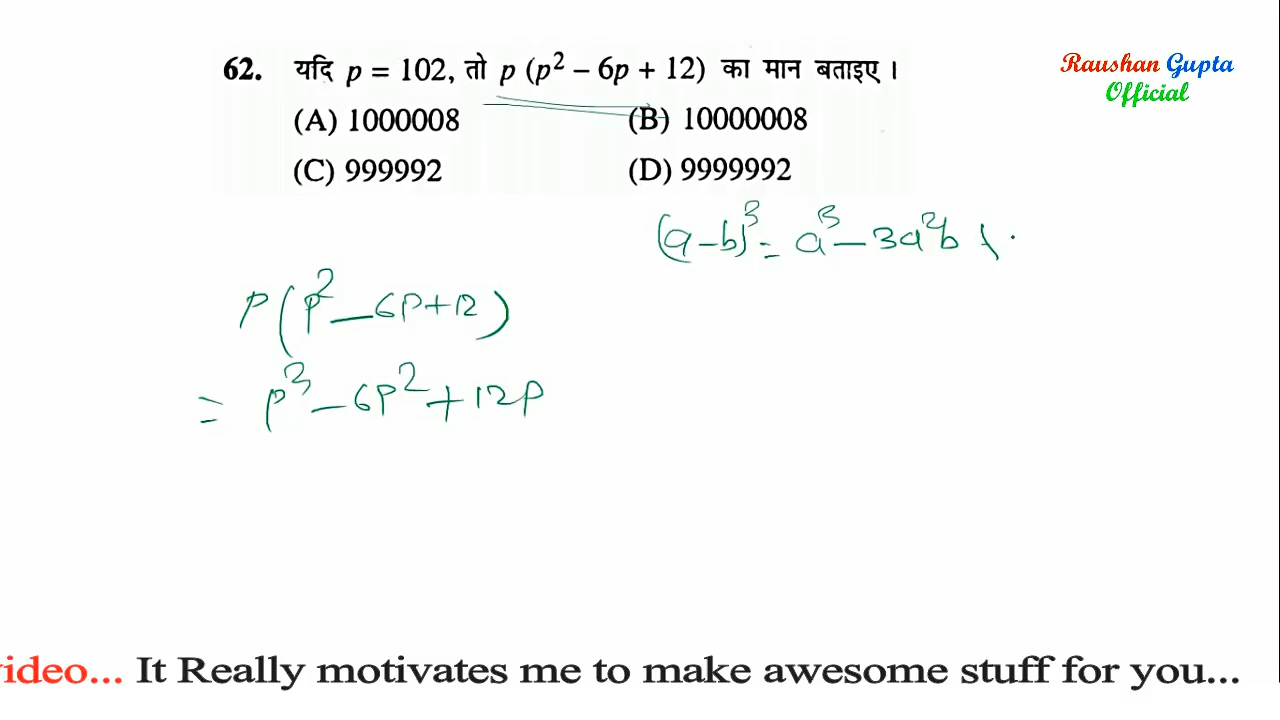 62. यदि p = 102, तो p (p² – 6p + 12) का मान बताइए ।
Raushan Gupta
Official
(A) 1000008 (B) 10000008
(C) 999992 (D) 9999992
(a-b)³ = a³ - 3a²b
P(p² - 6P+12)
= p³ - 6p² + 12p
video... It Really motivates me to make awesome stuff for you...